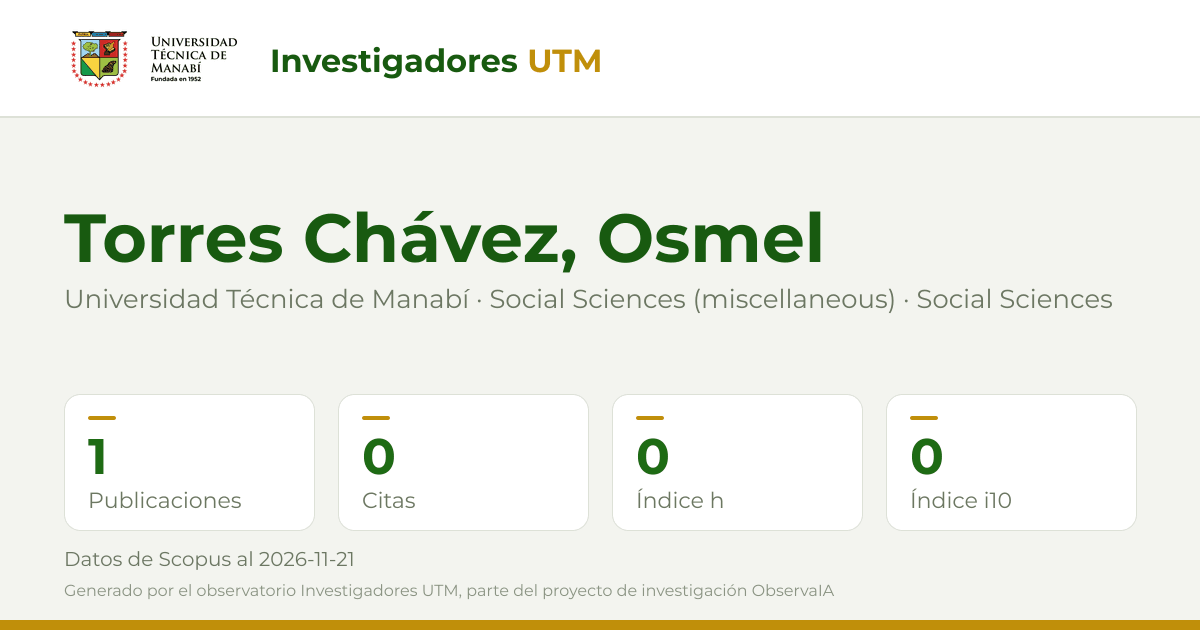 UNIVERSIDAD
TÉCNICA DE
MANABÍ
Fundada en 1952
Investigadores UTM
Torres Chávez, Osmel
Universidad Técnica de Manabí · Social Sciences (miscellaneous) · Social Sciences
1
Publicaciones
0
Citas
0
Índice h
0
Índice i10
Datos de Scopus al 2026-11-21
Generado por el observatorio Investigadores UTM, parte del proyecto de investigación ObservaIA